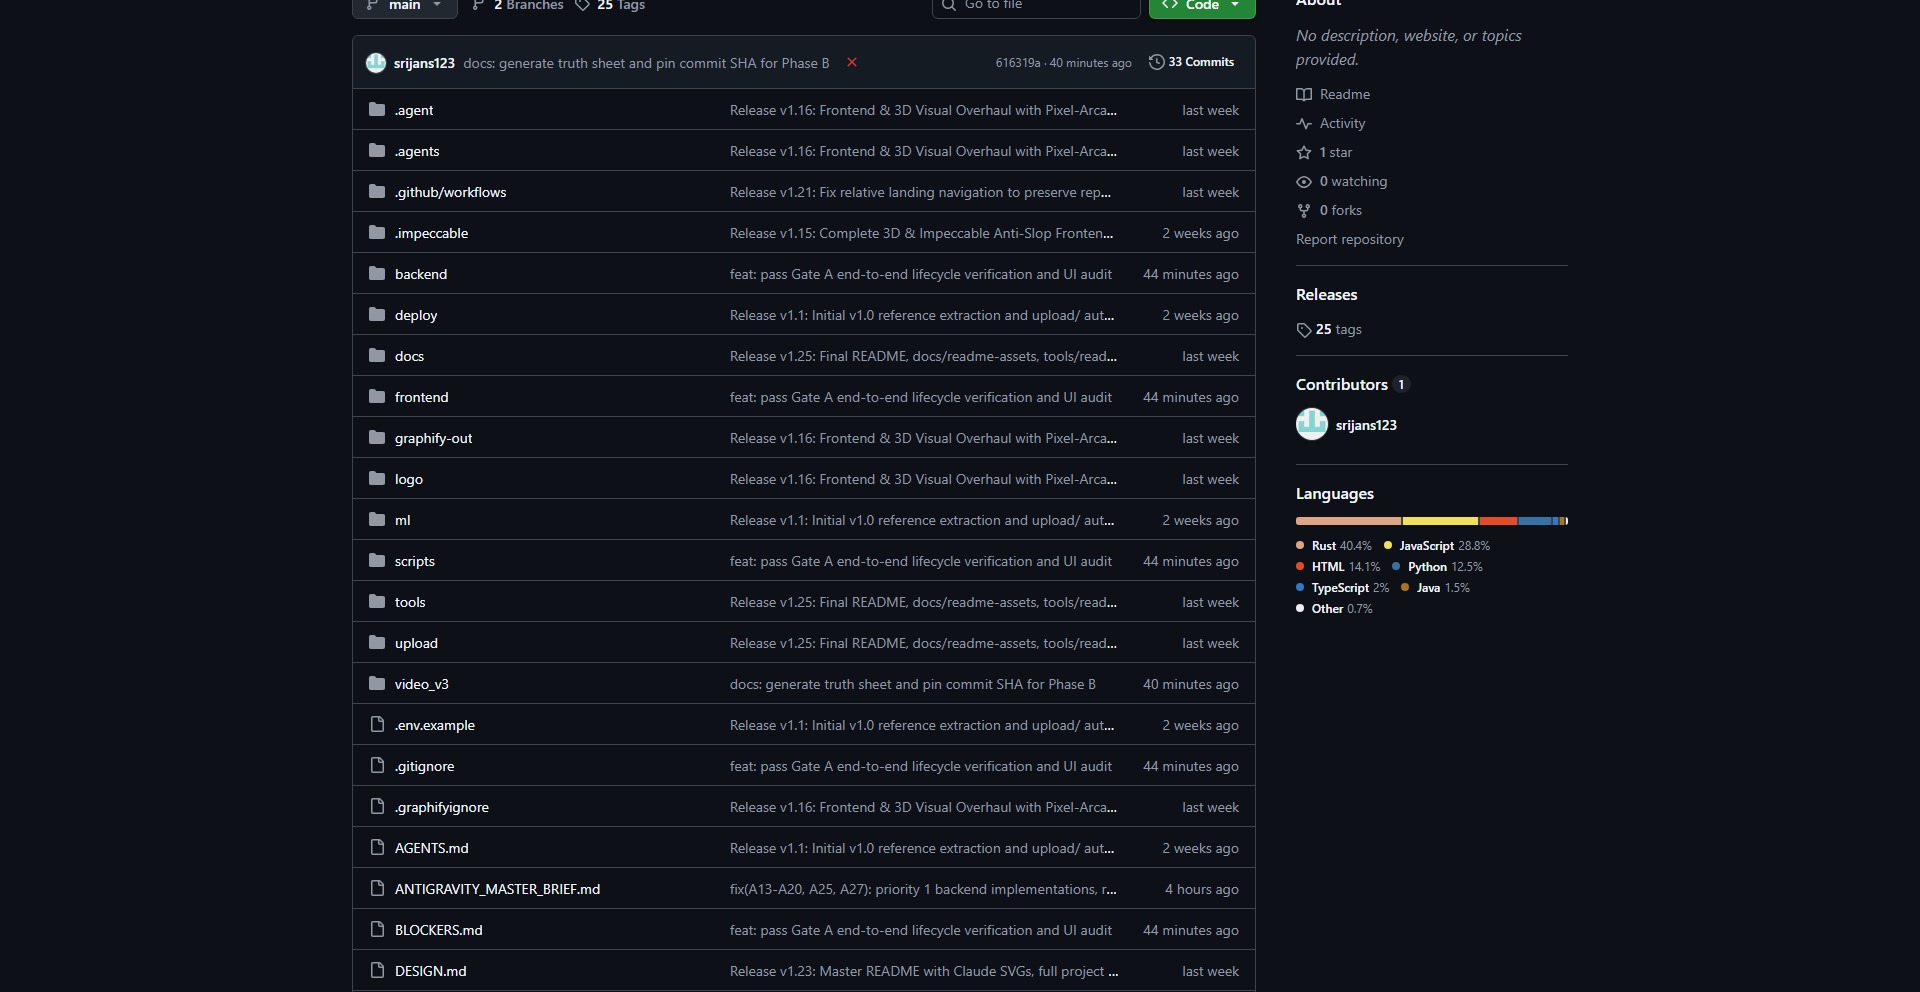 main
2 Branches
25 Tags
Go to file
Code
srijans123 docs: generate truth sheet and pin commit SHA for Phase B
616319a · 40 minutes ago
33 Commits
.agent Release v1.16: Frontend & 3D Visual Overhaul with Pixel-Arca... last week
.agents Release v1.16: Frontend & 3D Visual Overhaul with Pixel-Arca... last week
.github/workflows Release v1.21: Fix relative landing navigation to preserve rep... last week
.impeccable Release v1.15: Complete 3D & Impeccable Anti-Slop Fronten... 2 weeks ago
backend feat: pass Gate A end-to-end lifecycle verification and UI audit 44 minutes ago
deploy Release v1.1: Initial v1.0 reference extraction and upload/ aut... 2 weeks ago
docs Release v1.25: Final README, docs/readme-assets, tools/read... last week
frontend feat: pass Gate A end-to-end lifecycle verification and UI audit 44 minutes ago
graphify-out Release v1.16: Frontend & 3D Visual Overhaul with Pixel-Arca... last week
logo Release v1.16: Frontend & 3D Visual Overhaul with Pixel-Arca... last week
ml Release v1.1: Initial v1.0 reference extraction and upload/ aut... 2 weeks ago
scripts feat: pass Gate A end-to-end lifecycle verification and UI audit 44 minutes ago
tools Release v1.25: Final README, docs/readme-assets, tools/read... last week
upload Release v1.25: Final README, docs/readme-assets, tools/read... last week
video_v3 docs: generate truth sheet and pin commit SHA for Phase B 40 minutes ago
.env.example Release v1.1: Initial v1.0 reference extraction and upload/ aut... 2 weeks ago
.gitignore feat: pass Gate A end-to-end lifecycle verification and UI audit 44 minutes ago
.graphifyignore Release v1.16: Frontend & 3D Visual Overhaul with Pixel-Arca... last week
AGENTS.md Release v1.1: Initial v1.0 reference extraction and upload/ aut... 2 weeks ago
ANTIGRAVITY_MASTER_BRIEF.md fix(A13-A20, A25, A27): priority 1 backend implementations, r... 4 hours ago
BLOCKERS.md feat: pass Gate A end-to-end lifecycle verification and UI audit 44 minutes ago
DESIGN.md Release v1.23: Master README with Claude SVGs, full project ... last week
About
No description, website, or topics
provided.
Readme
Activity
1 star
0 watching
0 forks
Report repository
Releases
25 tags
Contributors 1
srijans123
Languages
Rust 40.4% JavaScript 28.8%
HTML 14.1% Python 12.5%
TypeScript 2% Java 1.5%
Other 0.7%